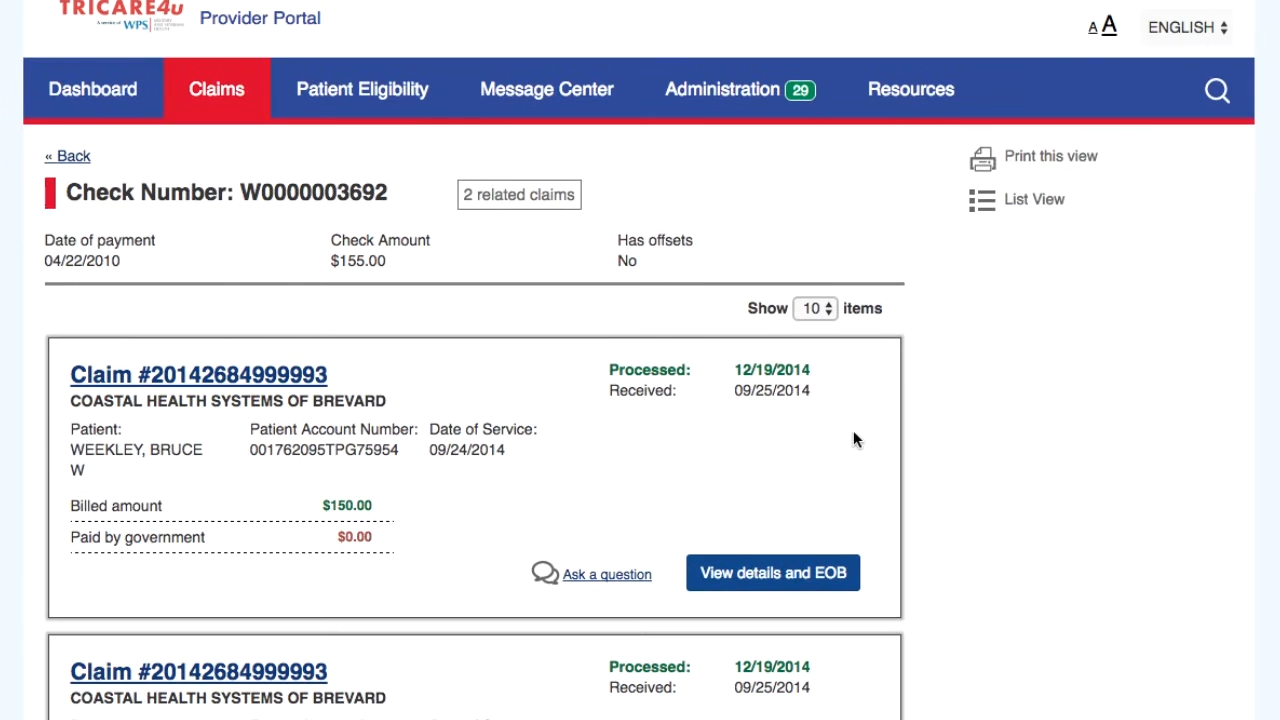 TRICARE4u
A service of WPS
Provider Portal
A A
ENGLISH
Dashboard
Claims
Patient Eligibility
Message Center
Administration 29
Resources
« Back
Print this view
Check Number: W0000003692
2 related claims
List View
Date of payment
Check Amount
Has offsets
04/22/2010
$155.00
No
Show 10 items
Claim #20142684999993
Processed: 12/19/2014
Received: 09/25/2014
COASTAL HEALTH SYSTEMS OF BREVARD
Patient:
Patient Account Number:
Date of Service:
WEEKLEY, BRUCE
001762095TPG75954
09/24/2014
W
Billed amount $150.00
Paid by government $0.00
Ask a question
View details and EOB
Claim #20142684999993
Processed: 12/19/2014
Received: 09/25/2014
COASTAL HEALTH SYSTEMS OF BREVARD